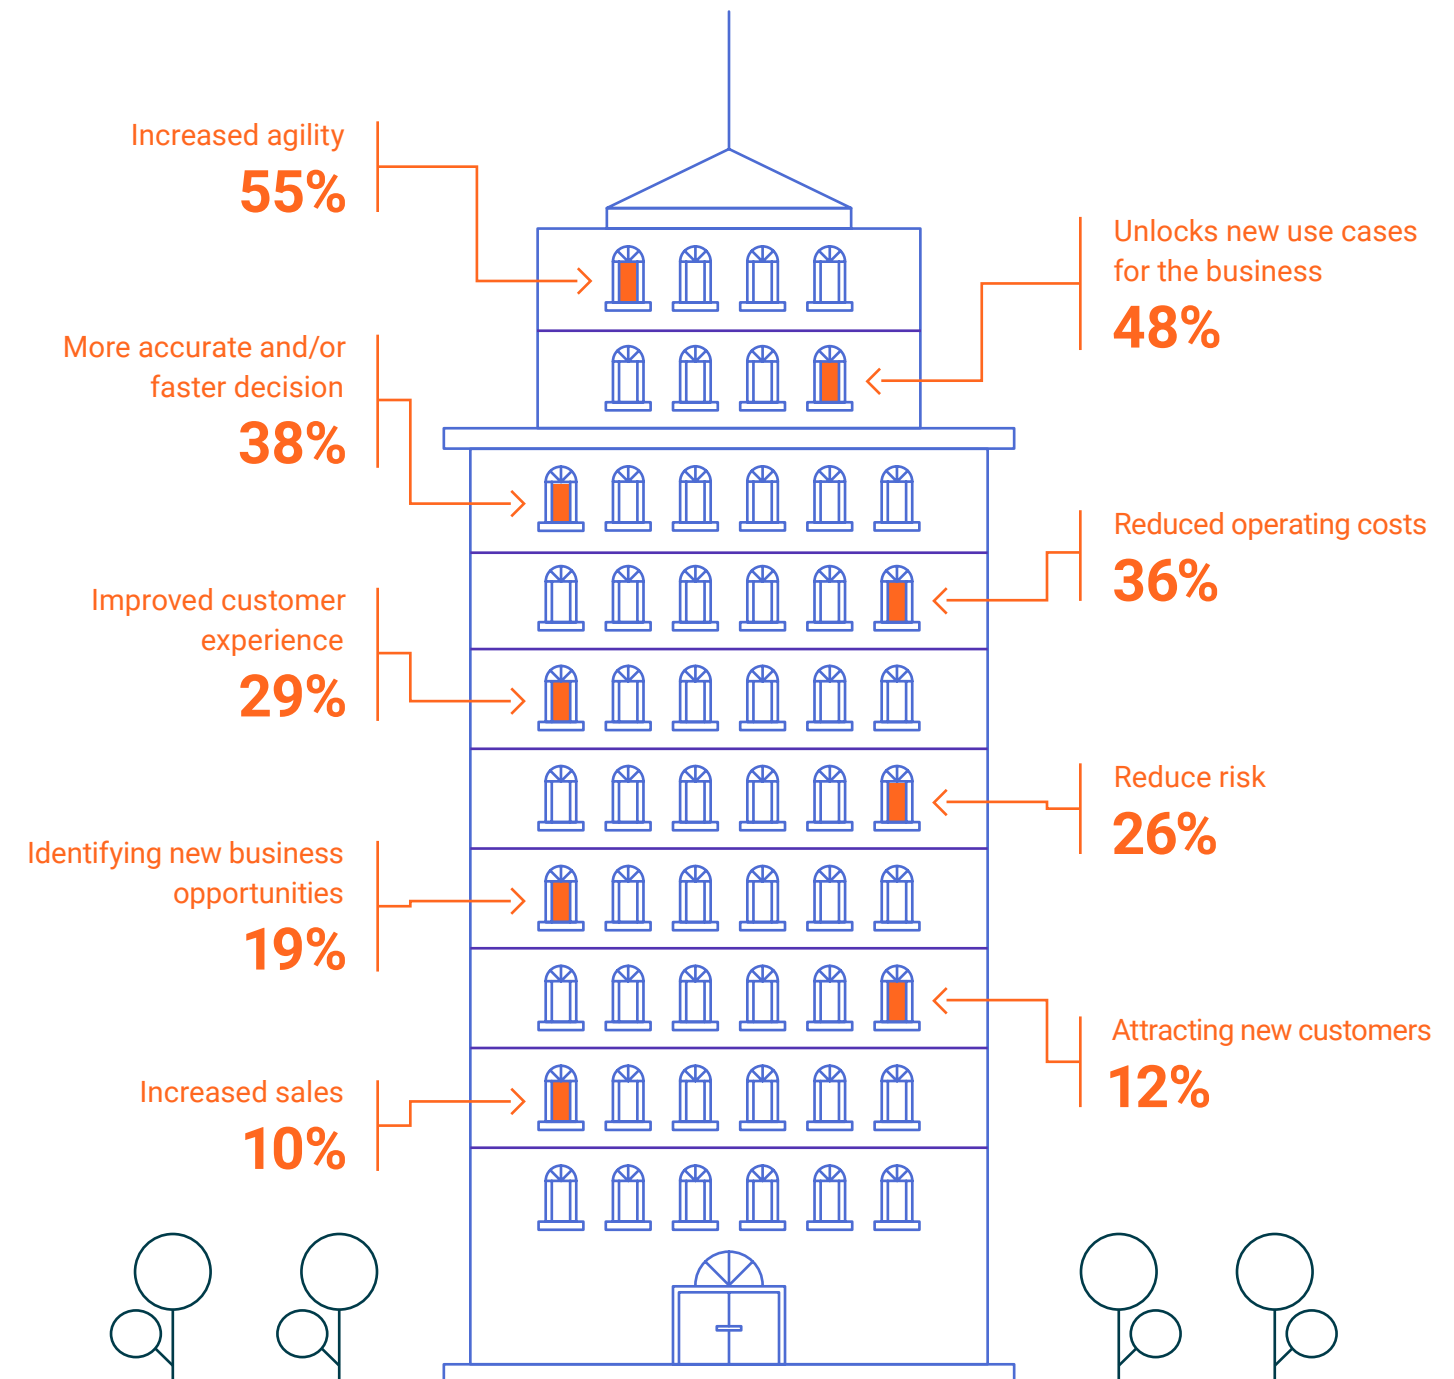 Increased agility
55%
Unlocks new use cases
for the business
48%
More accurate and/or
faster decision
38%
Reduced operating costs
36%
Improved customer
experience
29%
Reduce risk
26%
Identifying new business
opportunities
19%
Attracting new customers
12%
Increased sales
10%